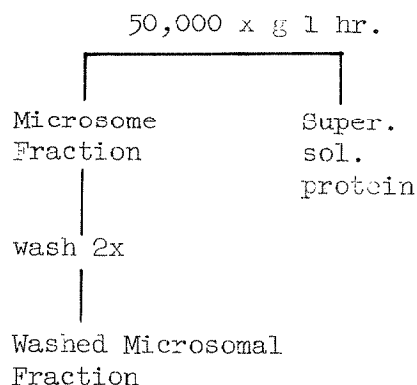 50,000 x g 1 hr.
Microsome
Fraction
Super.
sol.
protein
wash 2x
Washed Microsomal
Fraction